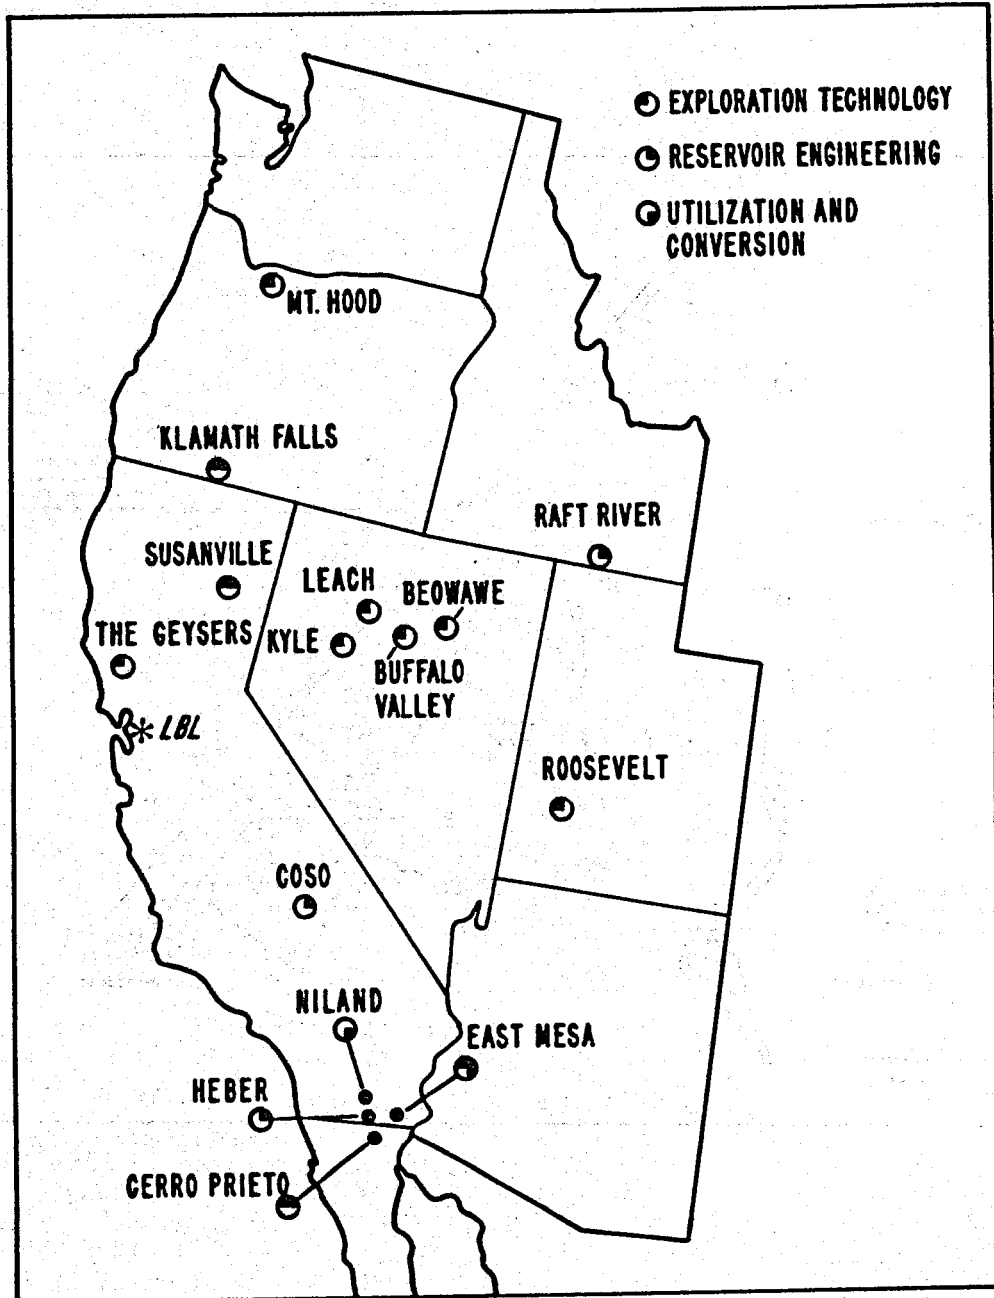 EXPLORATION TECHNOLOGY
RESERVOIR ENGINEERING
UTILIZATION AND
CONVERSION
MT. HOOD
KLAMATH FALLS
RAFT RIVER
SUSANVILLE
LEACH
BEOWAWE
THE GEYSERS
KYLE
BUFFALO
VALLEY
LBL
ROOSEVELT
COSO
NILAND
EAST MESA
HEBER
CERRO PRIETO